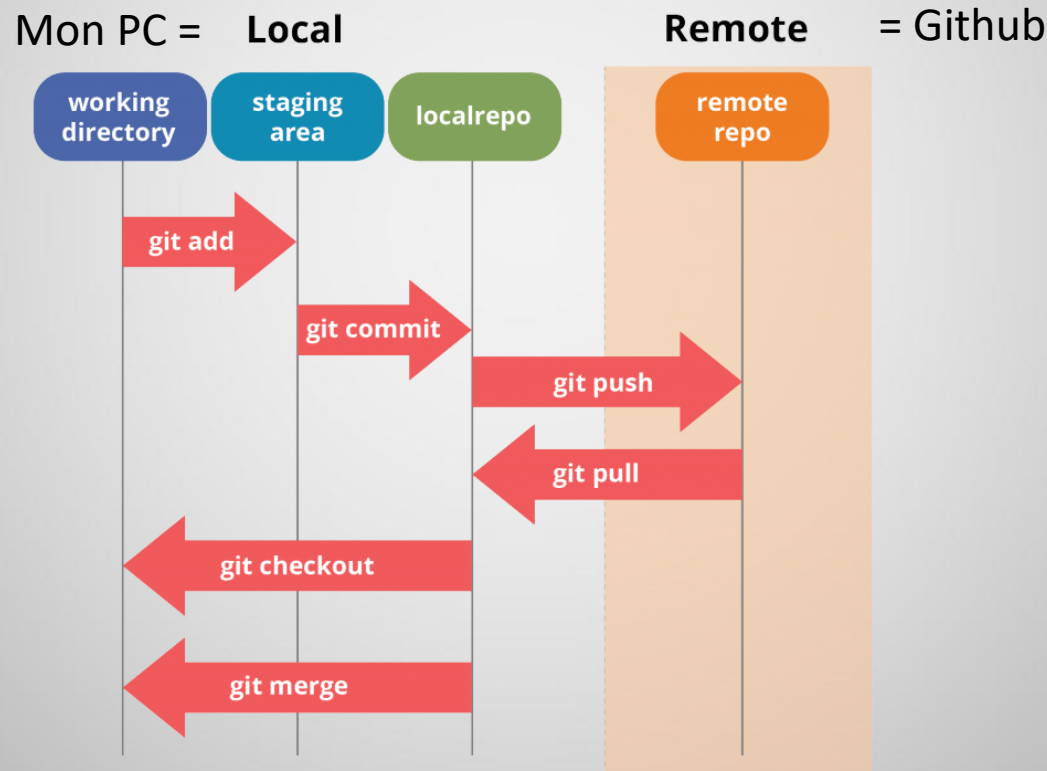 Mon PC = Local Remote = Github
working directory
staging area
localrepo
remote repo
git add
git commit
git push
git pull
git checkout
git merge